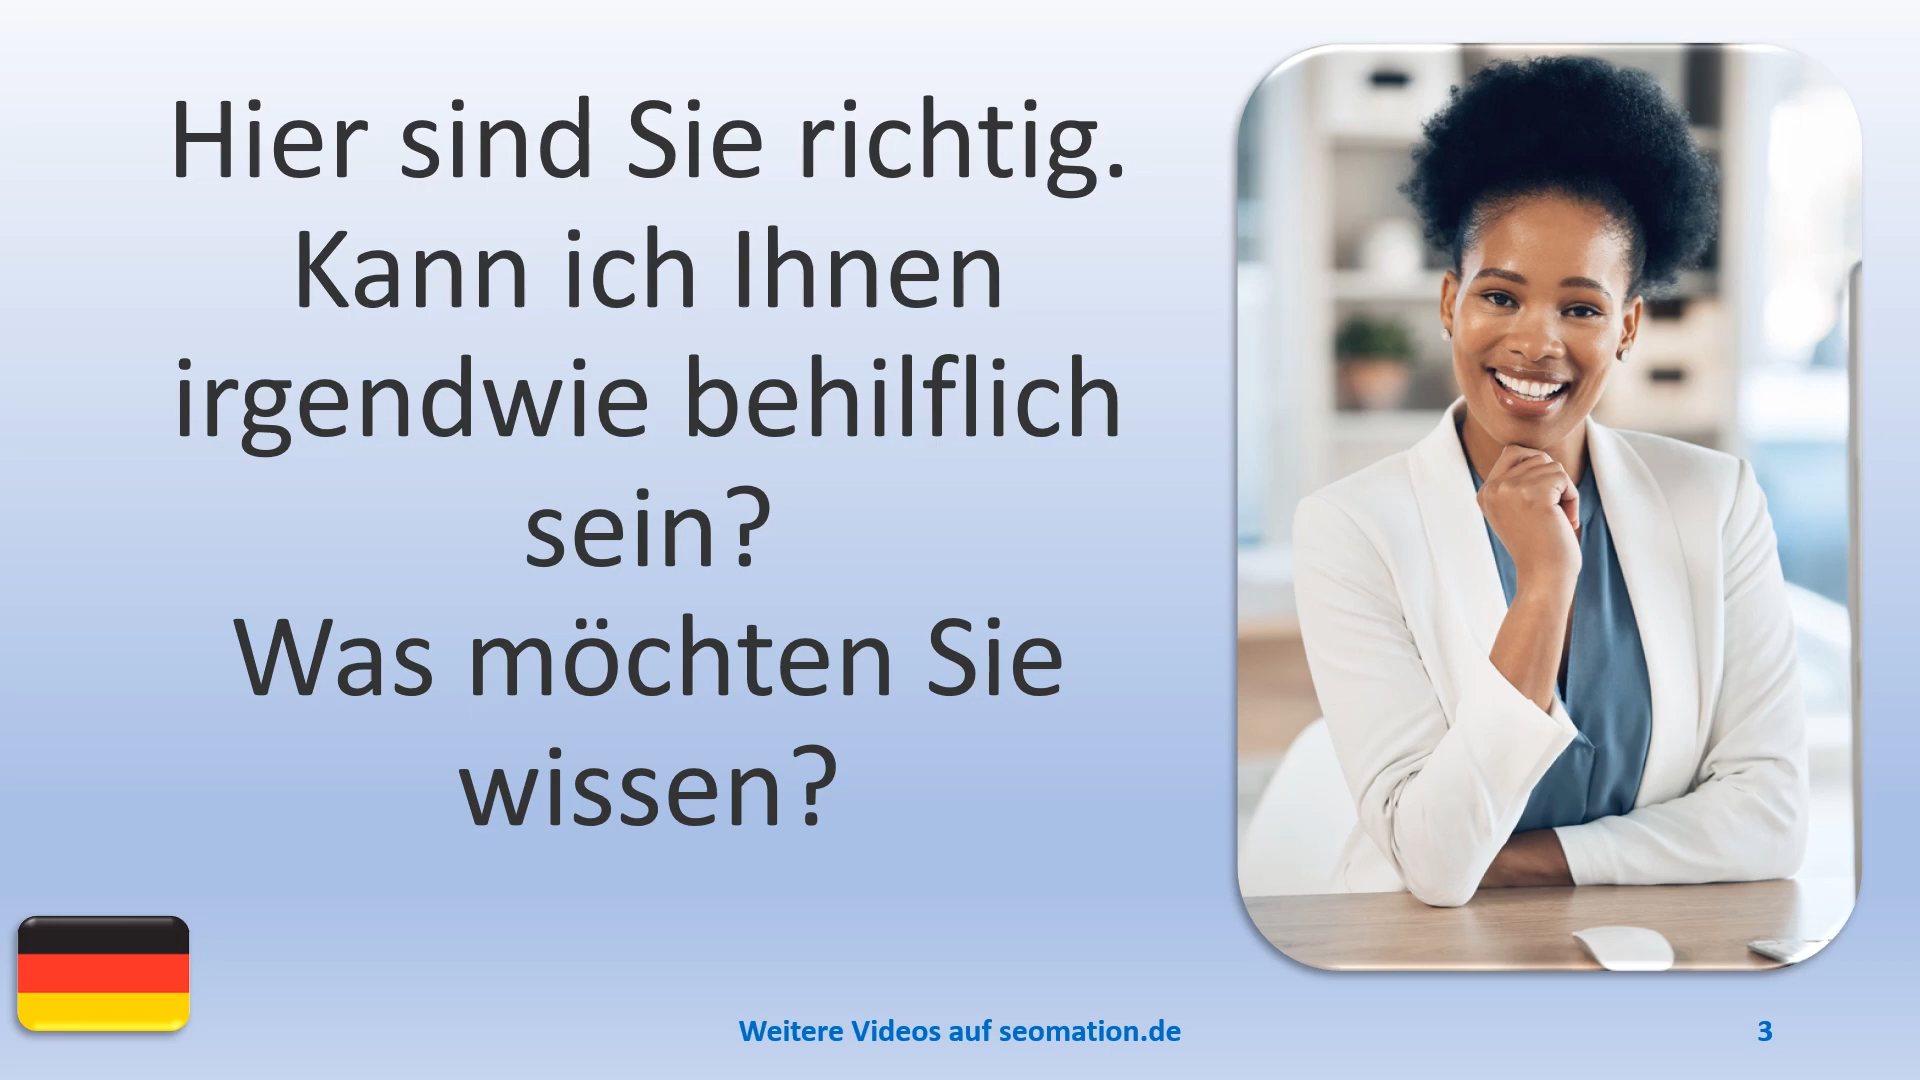 Hier sind Sie richtig.
Kann ich Ihnen
irgendwie behilflich
sein?
Was möchten Sie
wissen?
Weitere Videos auf seomation.de
3